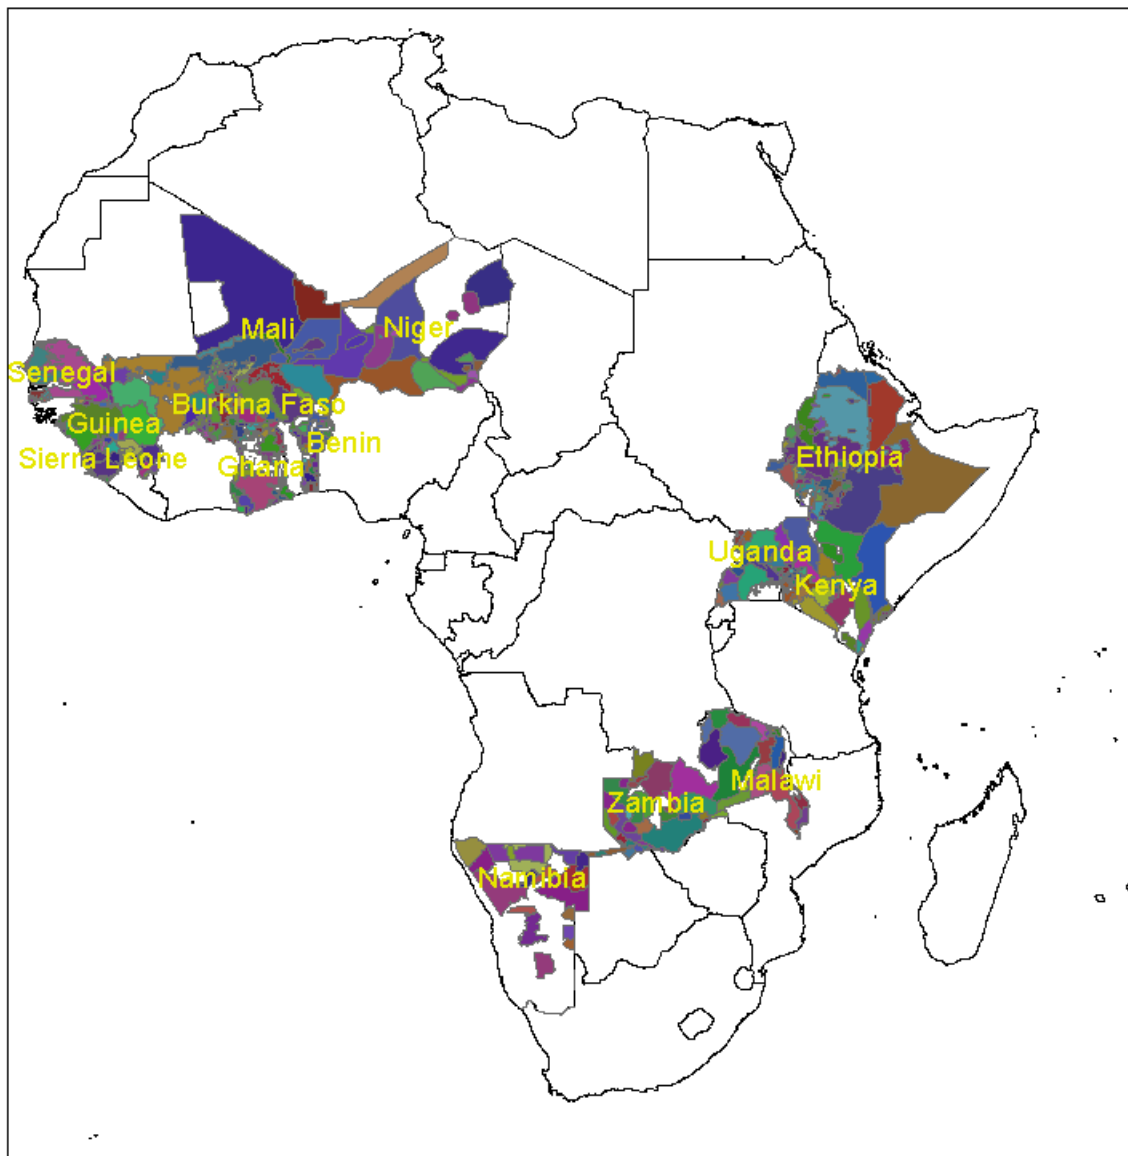 Mali
Niger
Senegal
Burkina Faso
Guinea
Benin
Sierra Leone
Ghana
Ethiopia
Uganda
Kenya
Malawi
Zambia
Namibia